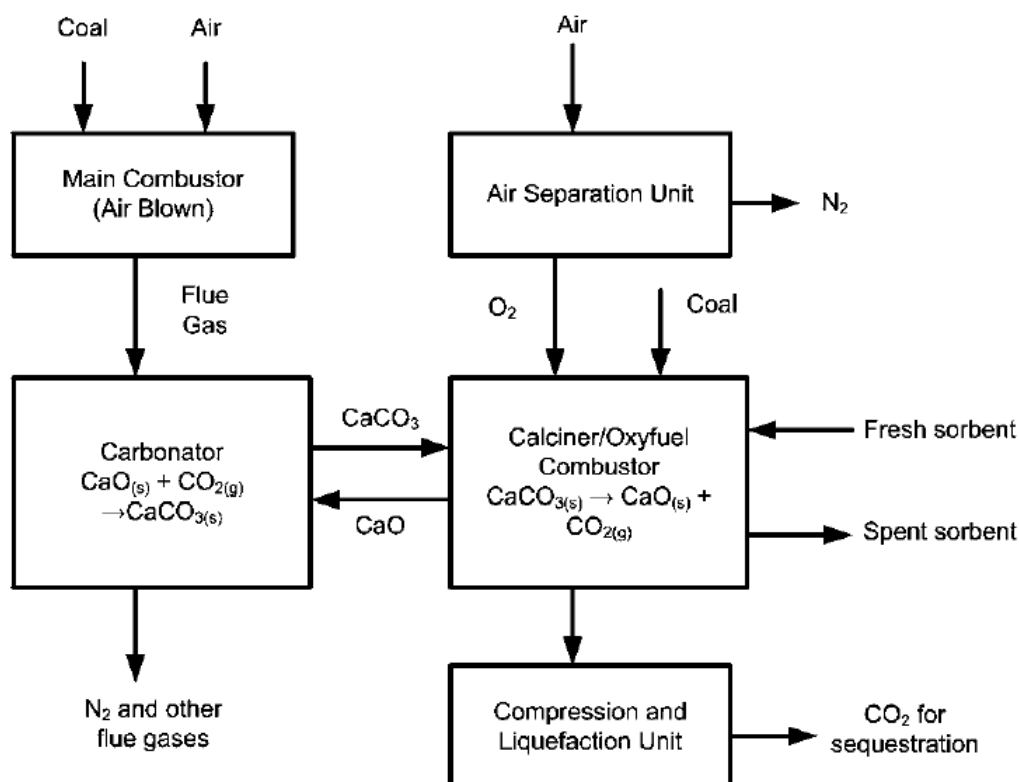 Coal
Air
Air
Main Combustor
(Air Blown)
Air Separation Unit
N₂
Flue
Gas
O₂
Coal
Carbonator
CaO₍s₎ + CO₂₍g₎
→CaCO₃₍s₎
CaCO₃
CaO
Calciner/Oxyfuel
Combustor
CaCO₃₍s₎ → CaO₍s₎ +
CO₂₍g₎
Fresh sorbent
Spent sorbent
N₂ and other
flue gases
Compression and
Liquefaction Unit
CO₂ for
sequestration